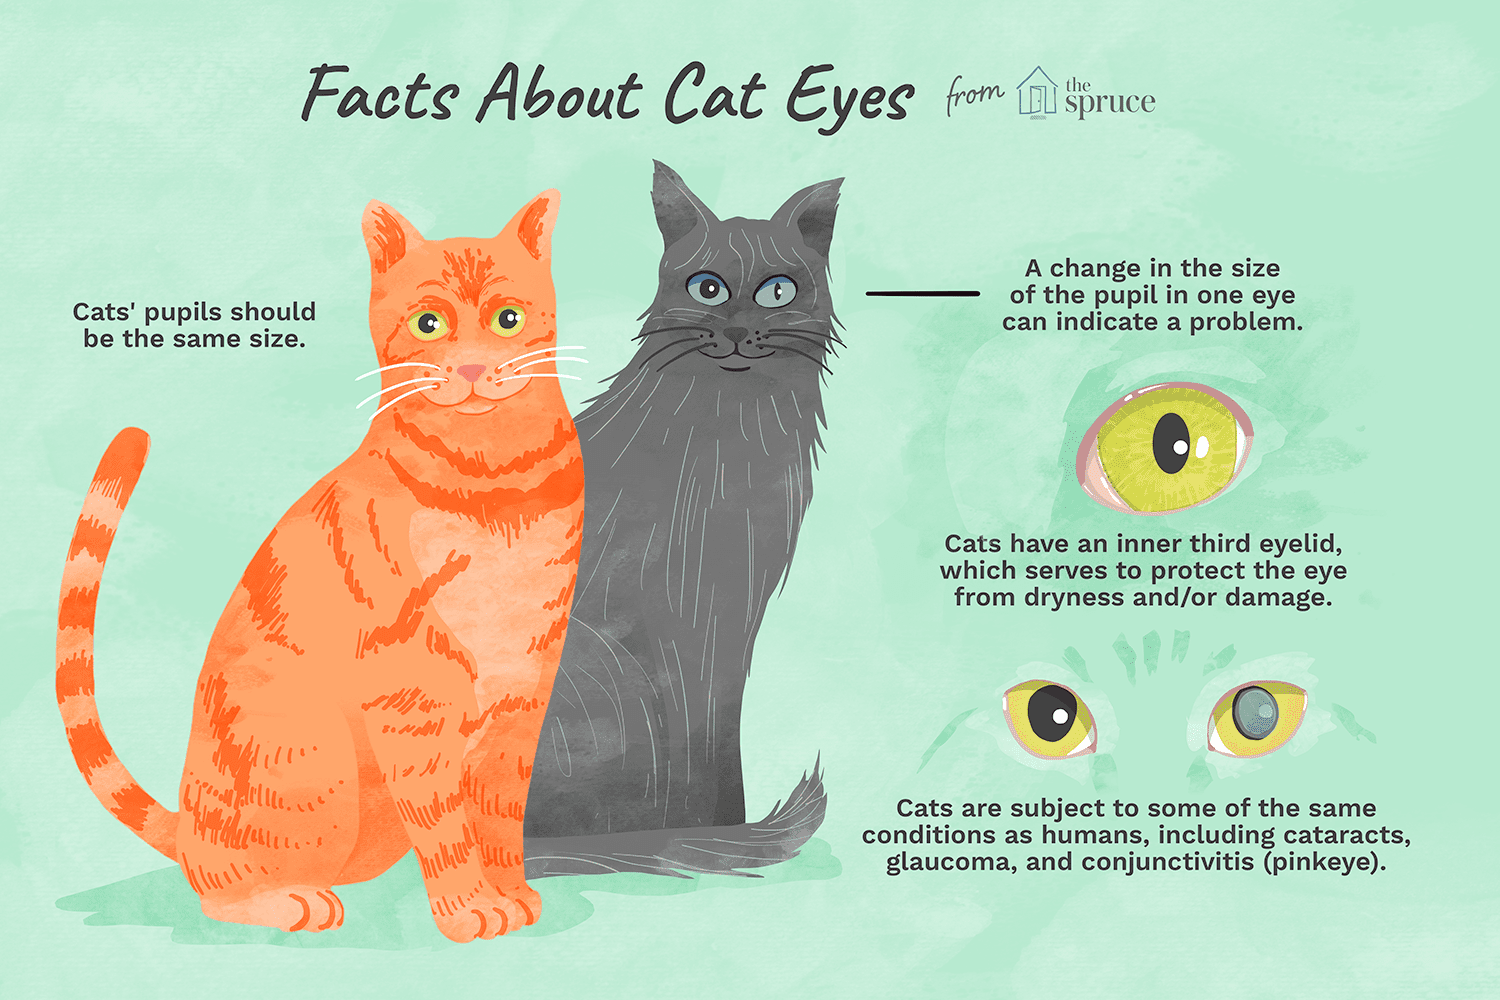 Facts About Cat Eyes from the spruce
Cats' pupils should
be the same size.
A change in the size
of the pupil in one eye
can indicate a problem.
Cats have an inner third eyelid,
which serves to protect the eye
from dryness and/or damage.
Cats are subject to some of the same
conditions as humans, including cataracts,
glaucoma, and conjunctivitis (pinkeye).